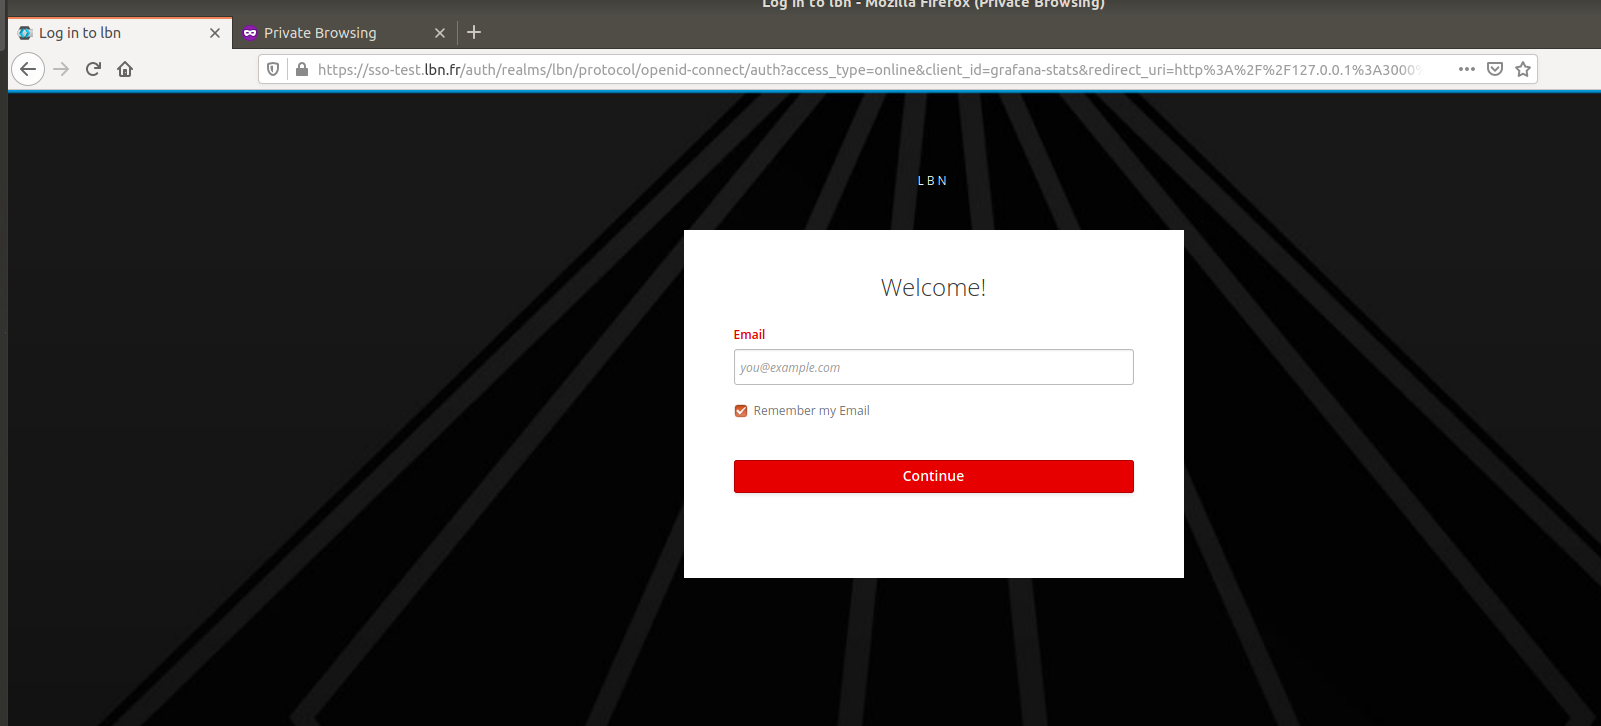 Log in to lbn - Mozilla Firefox (Private Browsing)
Log in to lbn
Private Browsing
https://sso-test.lbn.fr/auth/realms/lbn/protocol/openid-connect/auth?access_type=online&client_id=grafana-stats&redirect_uri=http%3A%2F%2F127.0.0.1%3A3000%
LBN
Welcome!
Email
you@example.com
Remember my Email
Continue